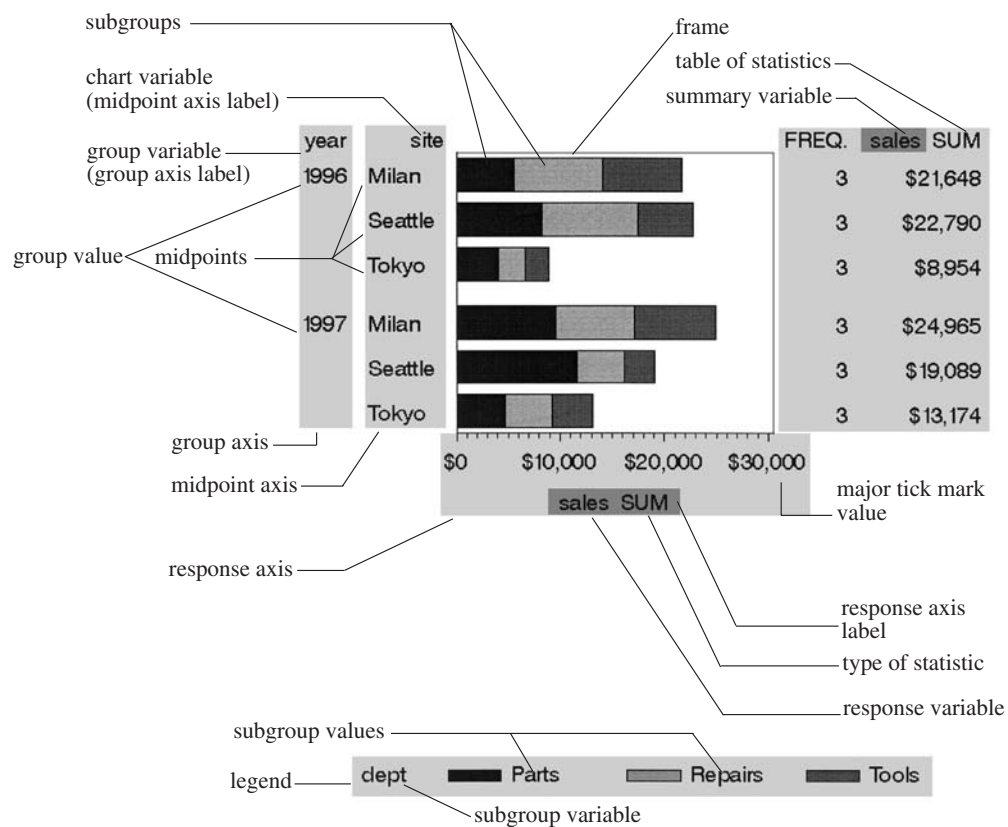 subgroups
frame
chart variable
(midpoint axis label)
table of statistics
summary variable
group variable
(group axis label)
year site FREQ. sales SUM
1996 Milan 3 $21,648
Seattle 3 $22,790
group value midpoints
Tokyo 3 $8,954
1997 Milan 3 $24,965
Seattle 3 $19,089
Tokyo 3 $13,174
group axis
$0 $10,000 $20,000 $30,000
midpoint axis
major tick mark
value
sales SUM
response axis
response axis
label
type of statistic
response variable
subgroup values
legend
dept Parts Repairs Tools
subgroup variable